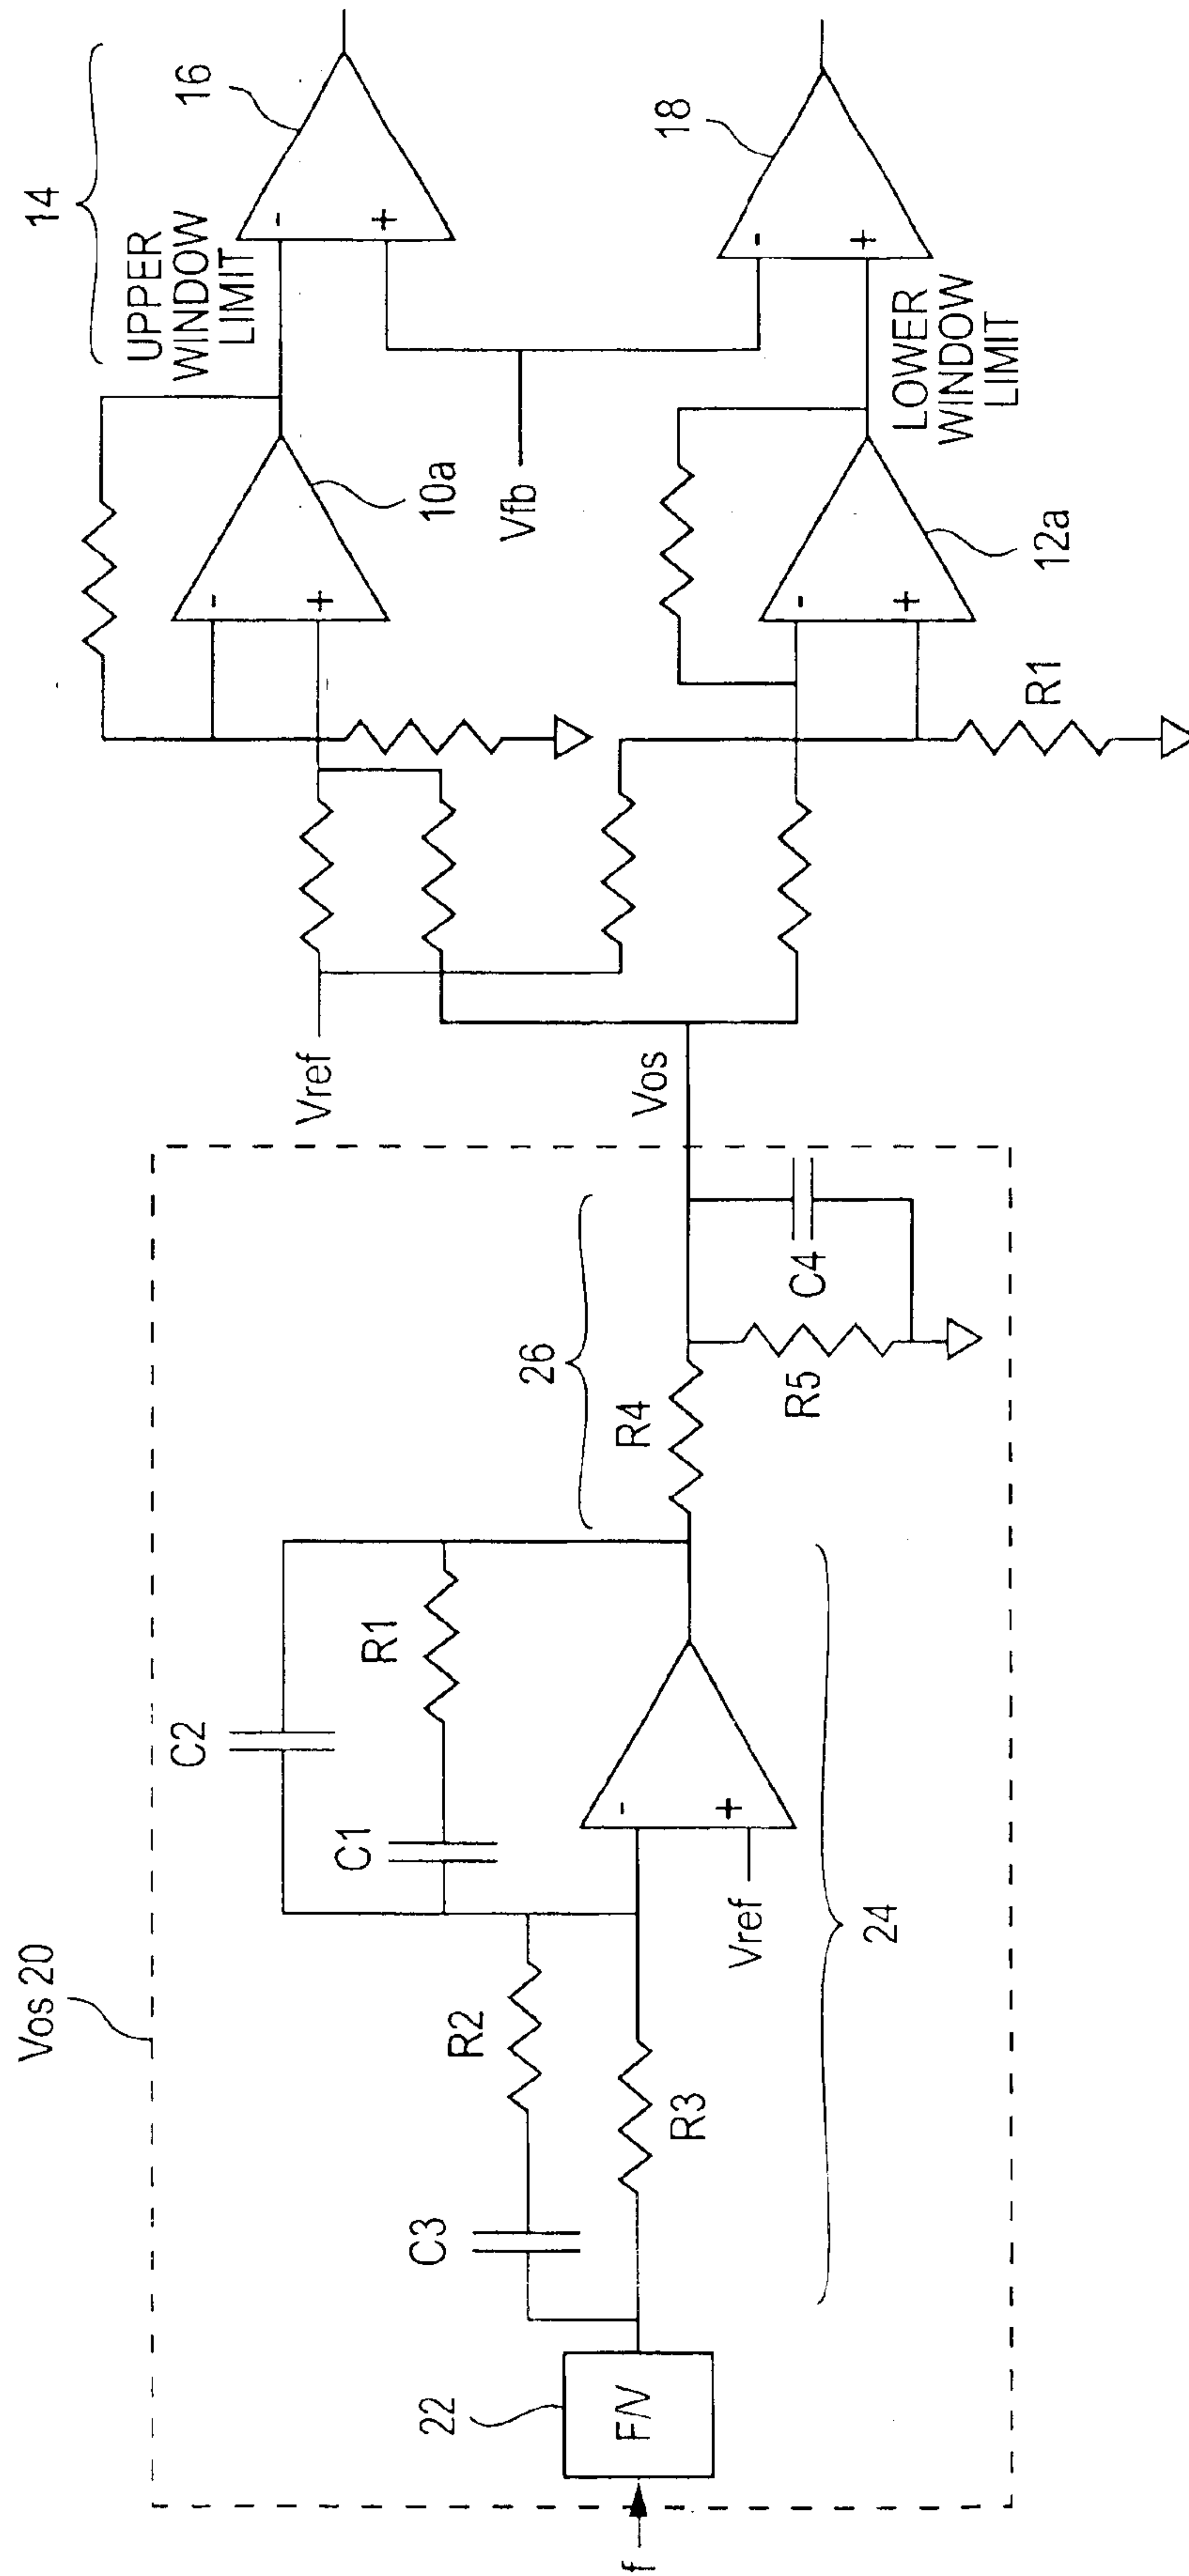 Vos 20
f
22
F/V
C3
R2
R3
C1
C2
R1
-
+
Vref
24
R4
26
R5
C4
Vos
Vref
-
+
10a
UPPER
WINDOW
LIMIT
14
-
+
16
Vfb
-
+
12a
R1
LOWER
WINDOW
LIMIT
-
+
18